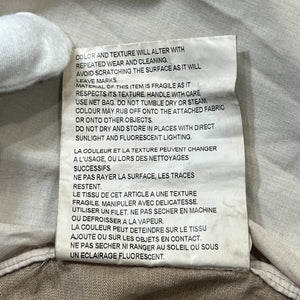 COLOR AND TEXTURE WILL ALTER WITH
REPEATED WEAR AND CLEANING.
AVOID SCRATCHING THE SURFACE AS IT WILL
LEAVE MARKS.
MATERIAL OF THIS ITEM IS FRAGILE AS IT
RESPECTS ITS TEXTURE. HANDLE WITH CARE
USE NET BAG. DO NOT TUMBLE DRY OR STEAM.
COLOUR MAY RUB OFF ONTO THE ATTACHED FABRIC
OR ONTO OTHER OBJECTS.
DO NOT DRY AND STORE IN PLACES WITH DIRECT
SUNLIGHT AND FLUORESCENT LIGHTING.
LA COULEUR ET LA TEXTURE PEUVENT CHANGER
A L'USAGE, OU LORS DES NETTOYAGES
SUCCESSIFS.
NE PAS RAYER LA SURFACE, LES TRACES
RESTENT.
LE TISSU DE CET ARTICLE A UNE TEXTURE
FRAGILE. MANIPULER AVEC DELICATESSE.
UTILISER UN FILET. NE PAS SECHER EN MACHINE
OU DEFROISSER A LA VAPEUR.
LA COULEUR PEUT DETEINDRE SUR LE TISSU
AJOUTE OU SUR LES OBJETS EN CONTACT.
NE PAS SECHER NI RANGER AU SOLEIL OU SOUS
UN ECLAIRAGE FLUORESCENT.